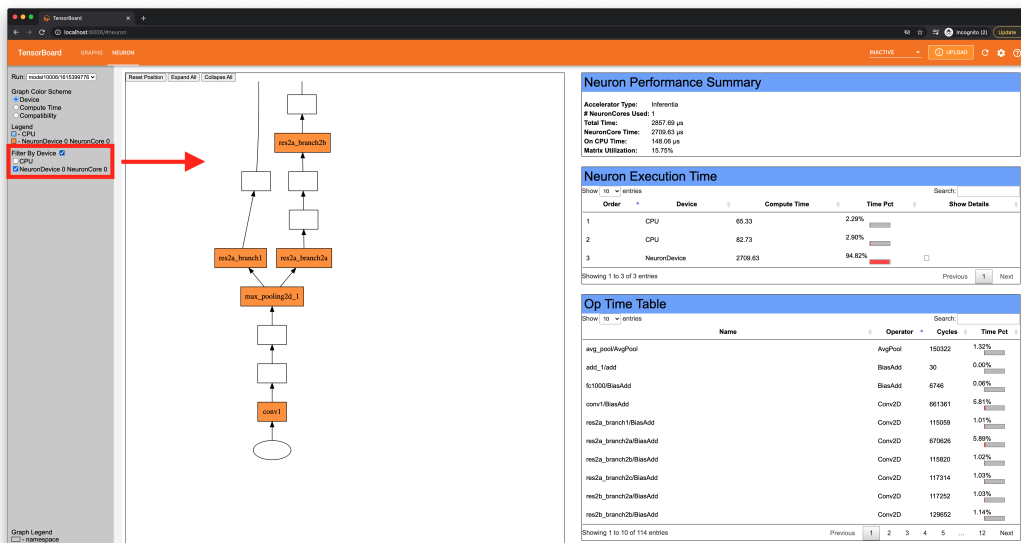 TensorBoard
localhost:6006/#neuron
Incognito (2)
Update
TensorBoard
GRAPHS
NEURON
INACTIVE
UPLOAD
Run: model10006/1615399776
Graph Color Scheme
Device
Compute Time
Compatibility
Legend
- CPU
- NeuronDevice 0 NeuronCore 0
Filter By Device
CPU
NeuronDevice 0 NeuronCore 0
Graph Legend
- namespace
Reset Position Expand All Collapse All
res2a_branch2b
res2a_branch1 res2a_branch2a
max_pooling2d_1
conv1
Neuron Performance Summary
Accelerator Type: Inferentia
# NeuronCores Used: 1
Total Time: 2857.69 µs
NeuronCore Time: 2709.63 µs
On CPU Time: 148.06 µs
Matrix Utilization: 15.75%
Neuron Execution Time
Show 10 entries Search:
Order Device Compute Time Time Pct Show Details
1 CPU 65.33 2.29%
2 CPU 82.73 2.90%
3 NeuronDevice 2709.63 94.82%
Showing 1 to 3 of 3 entries Previous 1 Next
Op Time Table
Show 10 entries Search:
Name Operator Cycles Time Pct
avg_pool/AvgPool AvgPool 150322 1.32%
add_1/add BiasAdd 30 0.00%
fc1000/BiasAdd BiasAdd 6746 0.06%
conv1/BiasAdd Conv2D 661361 5.81%
res2a_branch1/BiasAdd Conv2D 115059 1.01%
res2a_branch2a/BiasAdd Conv2D 670626 5.89%
res2a_branch2b/BiasAdd Conv2D 115820 1.02%
res2a_branch2c/BiasAdd Conv2D 117314 1.03%
res2b_branch2a/BiasAdd Conv2D 117252 1.03%
res2b_branch2b/BiasAdd Conv2D 129652 1.14%
Showing 1 to 10 of 114 entries Previous 1 2 3 4 5 ... 12 Next